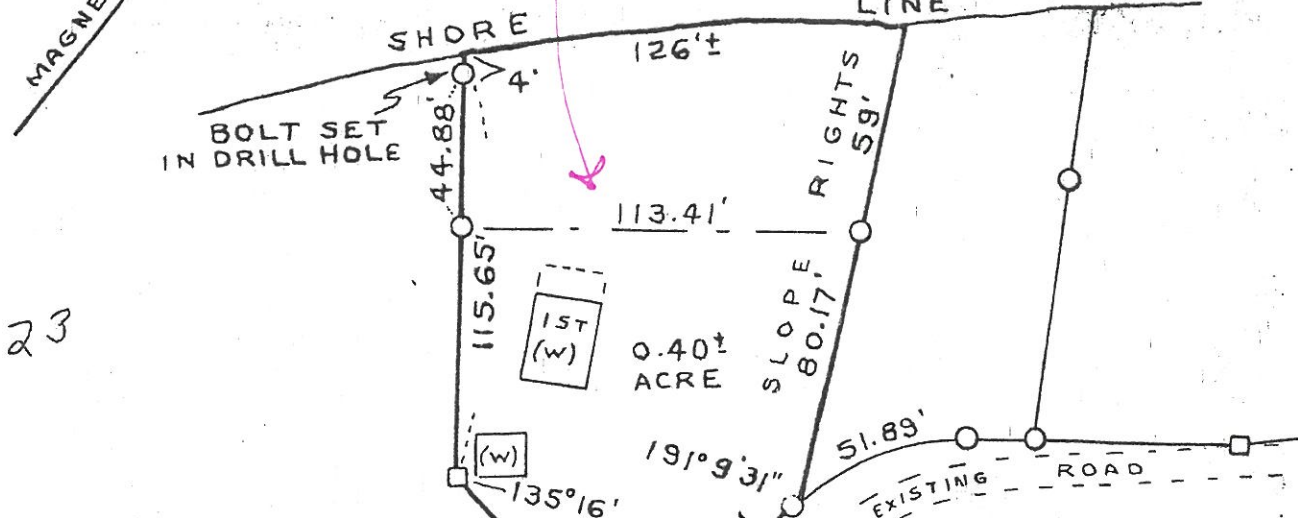 MAGNE
SHORE
LINE
126'±
4'
BOLT SET
IN DRILL HOLE
44.88'
RIGHTS
59'
113.41'
115.65'
1ST
(W)
0.40±
ACRE
SLOPE
80.17'
23
(W)
135°16'
191°9'31"
51.89'
EXISTING
ROAD